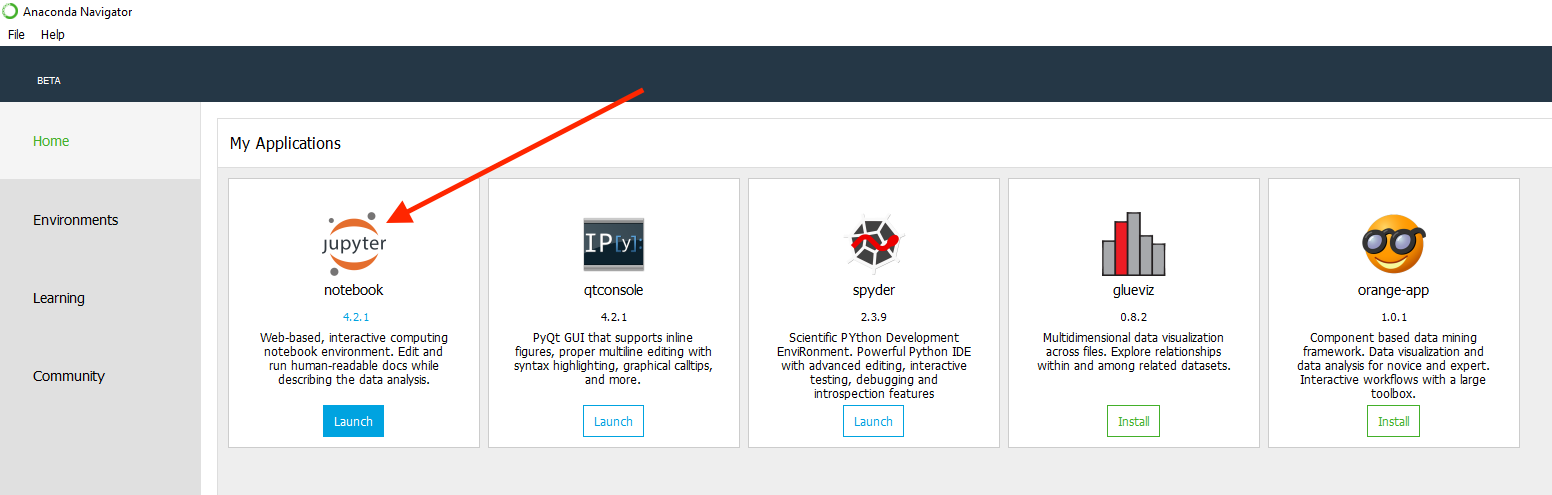 Anaconda Navigator
File Help
BETA
Home
Environments
Learning
Community
My Applications
jupyter
notebook
4.2.1
Web-based, interactive computing
notebook environment. Edit and
run human-readable docs while
describing the data analysis.
Launch
IP[y]:
qtconsole
4.2.1
PyQt GUI that supports inline
figures, proper multiline editing with
syntax highlighting, graphical calltips,
and more.
Launch
spyder
2.3.9
Scientific PYthon Development
EnviRonment. Powerful Python IDE
with advanced editing, interactive
testing, debugging and
introspection features
Launch
glueviz
0.8.2
Multidimensional data visualization
across files. Explore relationships
within and among related datasets.
Install
orange-app
1.0.1
Component based data mining
framework. Data visualization and
data analysis for novice and expert.
Interactive workflows with a large
toolbox.
Install